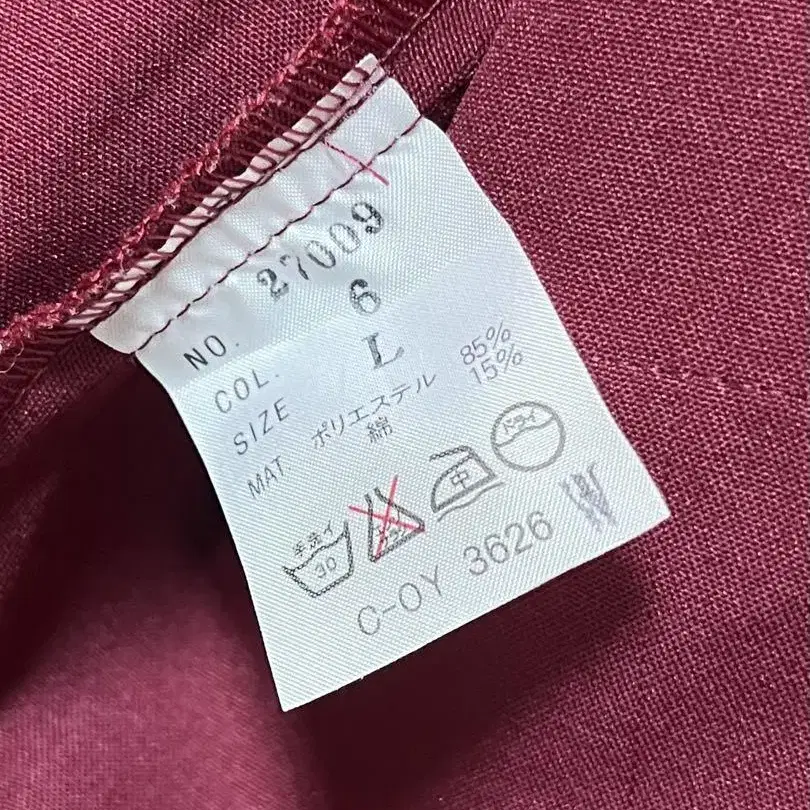 NO. 27009
COL. 6
SIZE L
MAT ポリエステル 85%
綿 15%
手洗イ 30 中 ドライ
C-OY 3626 W